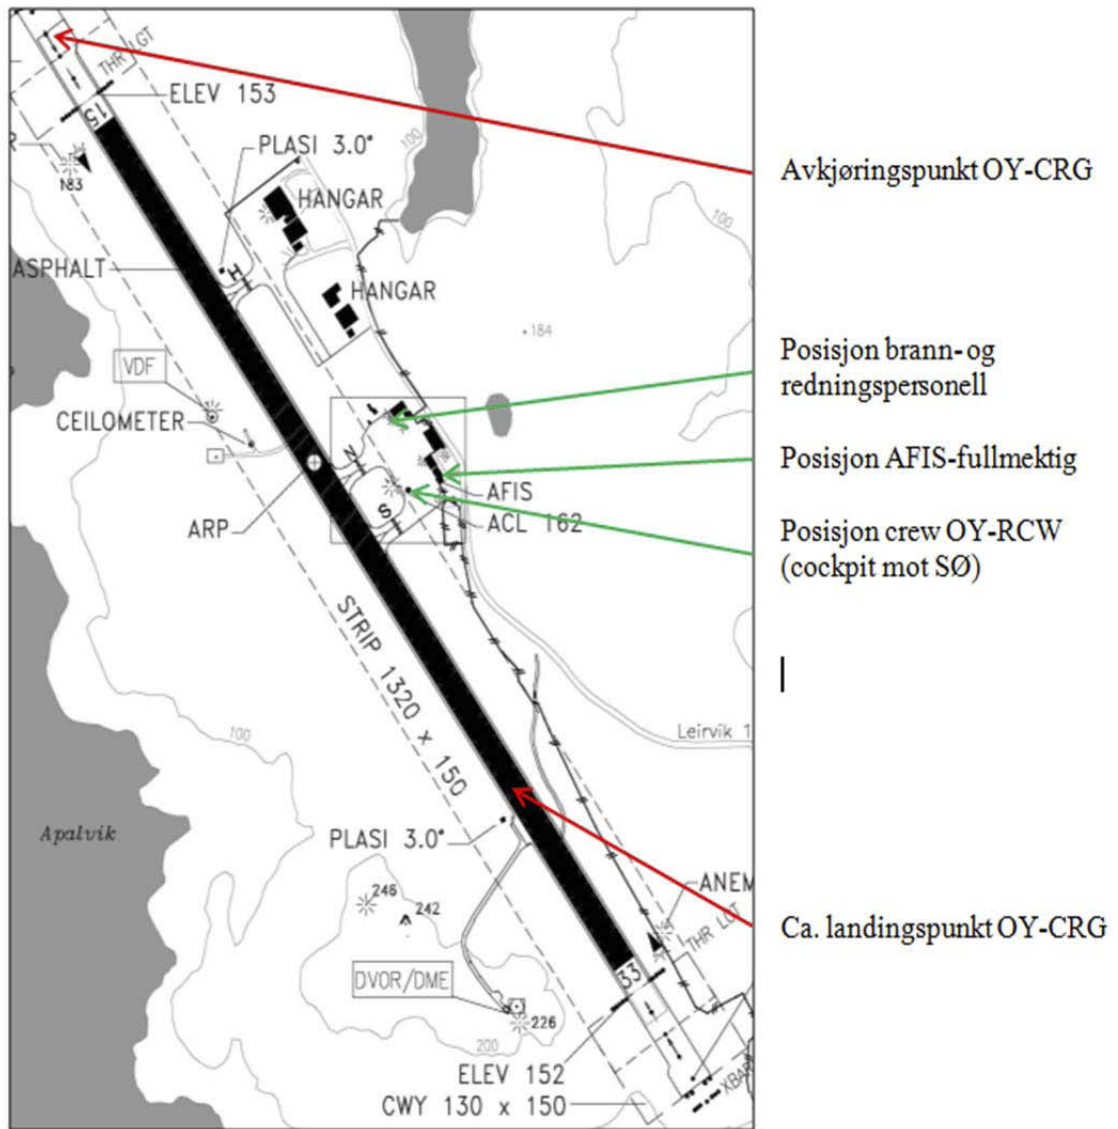 THR LGT
ELEV 153
15
PLASI 3.0°
R
183
HANGAR
100
100
Avkjøringspunkt OY-CRG
ASPHALT
H
HANGAR
184
Posisjon brann- og
redningspersonell
VDF
CEILOMETER
N
Posisjon AFIS-fullmektig
AFIS
ARP
S
ACL 162
Posisjon crew OY-RCW
(cockpit mot SØ)
STRIP 1320 x 150
100
Leirvik 1
Apalvik
PLASI 3.0°
246
242
ANEM
THR LGT
Ca. landingspunkt OY-CRG
DVOR/DME
33
226
200
ELEV 152
CWY 130 x 150
XBAR